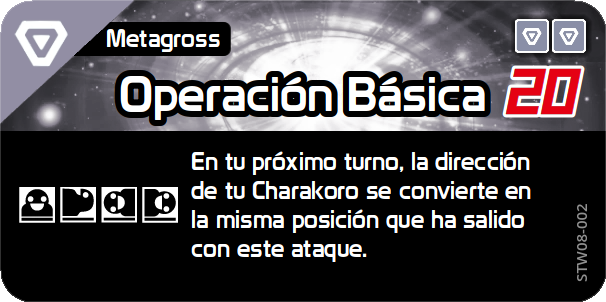 Metagross
Operación Básica 20
En tu próximo turno, la dirección
de tu Charakoro se convierte en
la misma posición que ha salido
con este ataque.
STW08-002